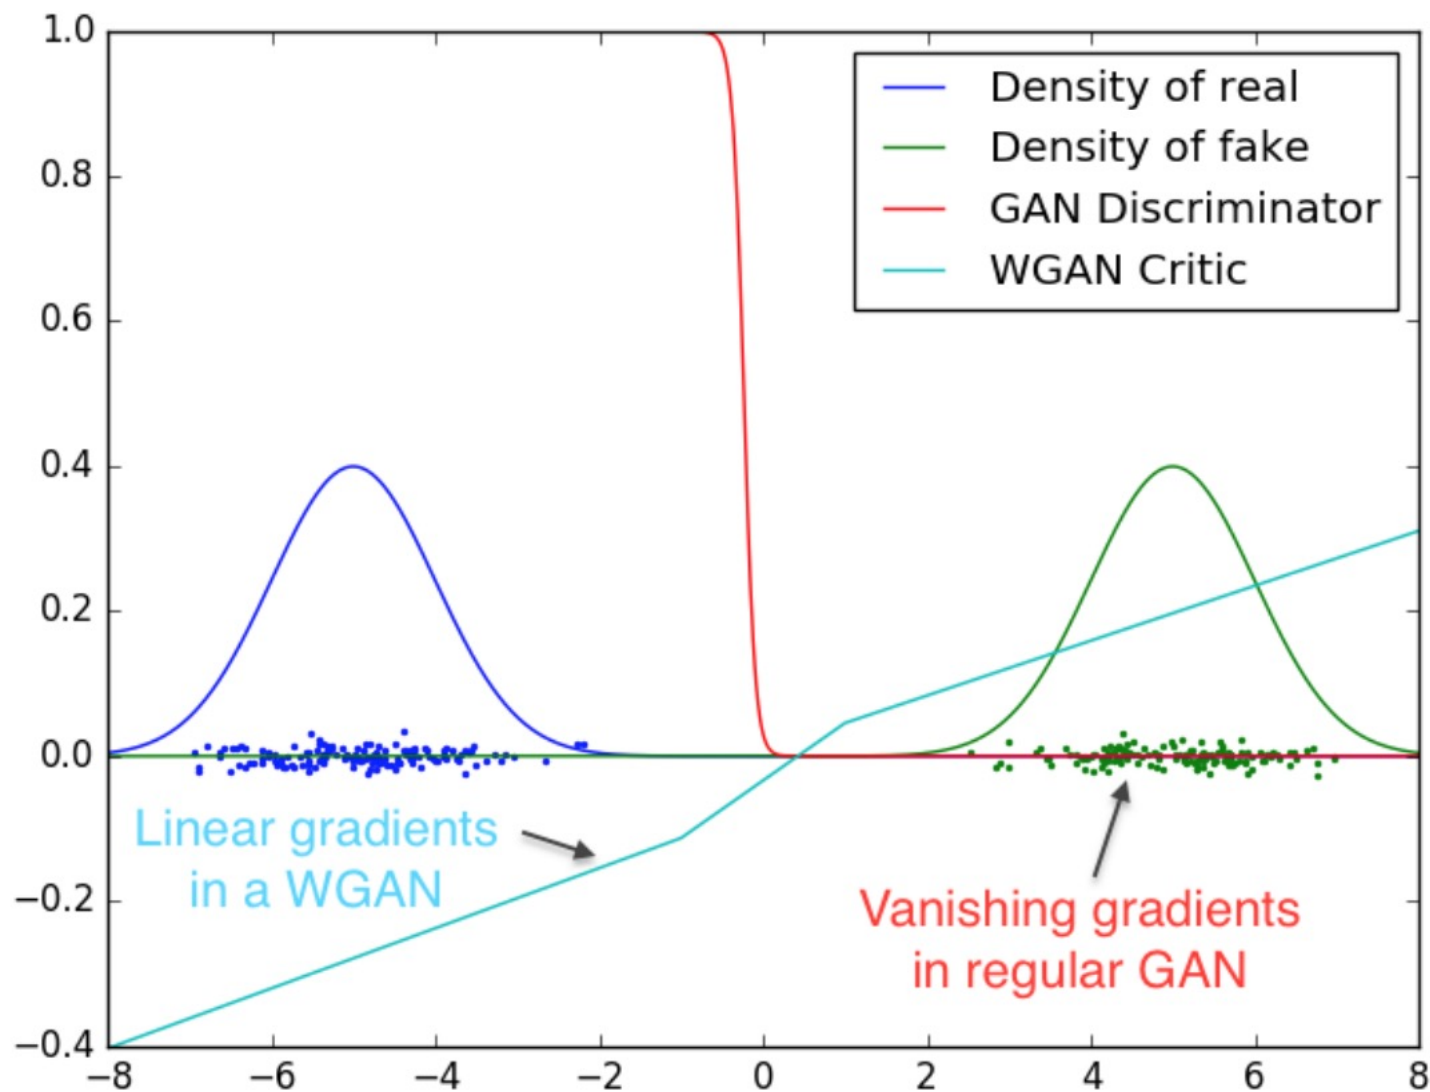 1.0
0.8
0.6
0.4
0.2
0.0
−0.2
−0.4
−8 −6 −4 −2 0 2 4 6 8
Density of real
Density of fake
GAN Discriminator
WGAN Critic
Linear gradients
in a WGAN
Vanishing gradients
in regular GAN